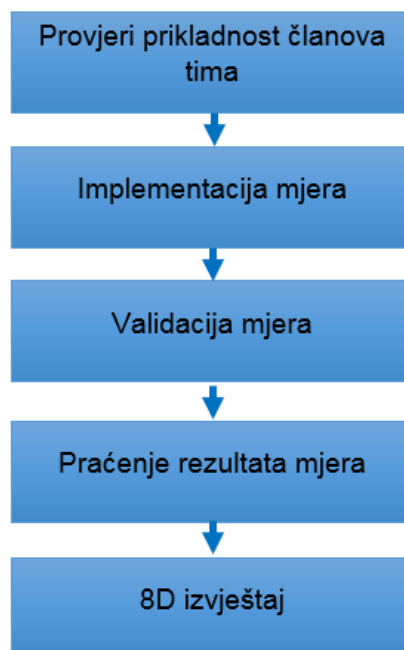 Provjeri prikladnost članova
tima
Implementacija mjera
Validacija mjera
Praćenje rezultata mjera
8D izvještaj